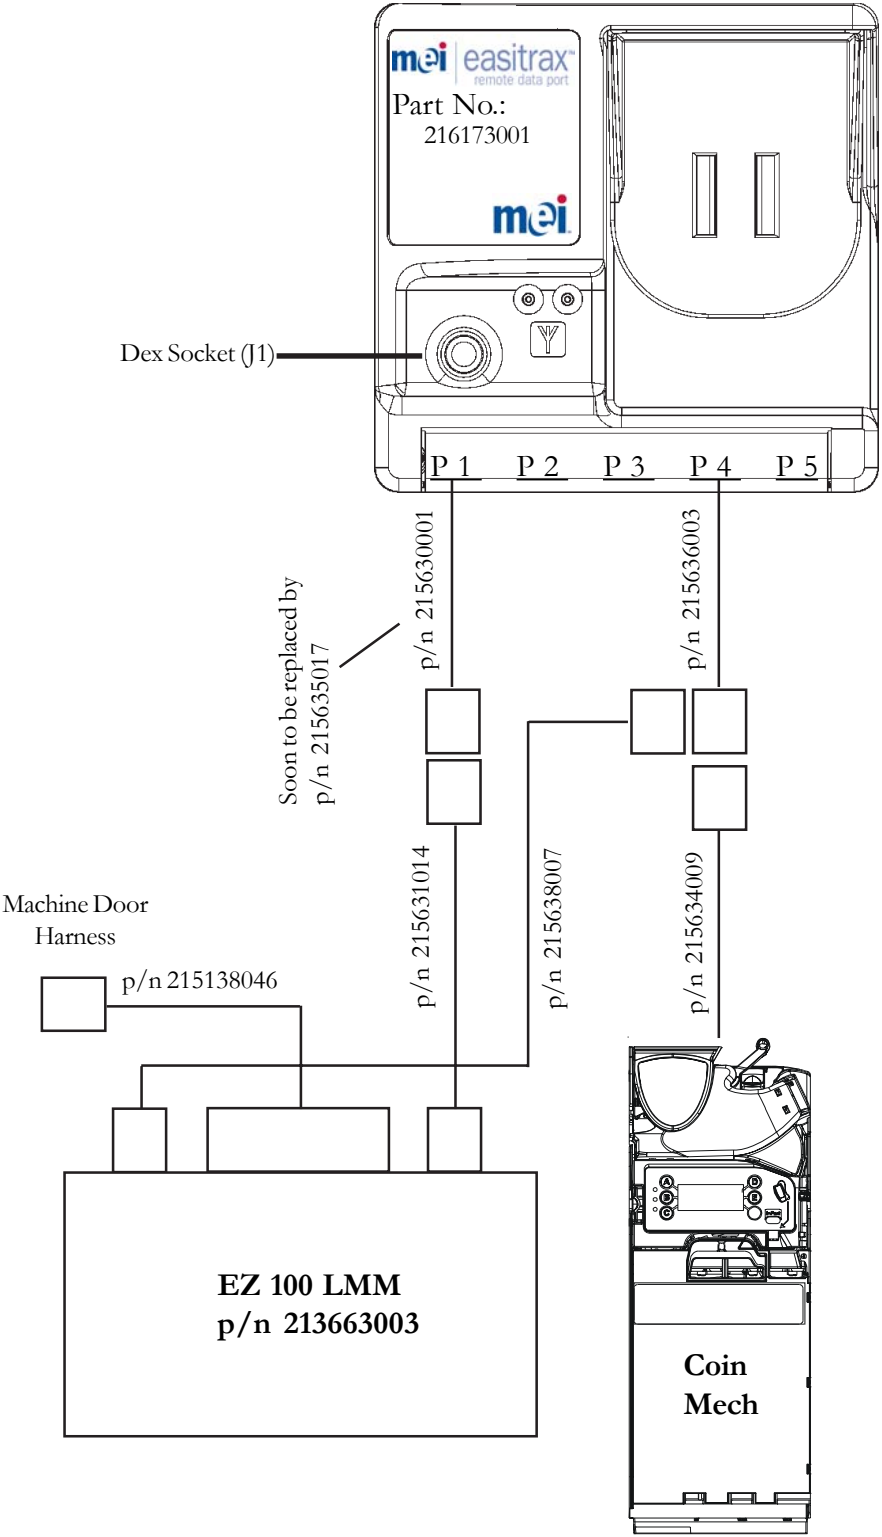 mei easitrax™
remote data port
Part No.:
216173001
mei
Dex Socket (J1)
P 1 P 2 P 3 P 4 P 5
p/n 215630001
p/n 215636003
Soon to be replaced by
p/n 215635017
p/n 215631014
p/n 215638007
p/n 215634009
Machine Door
Harness
p/n 215138046
A
B
C
D
E
EZ 100 LMM
p/n 213663003
Coin
Mech